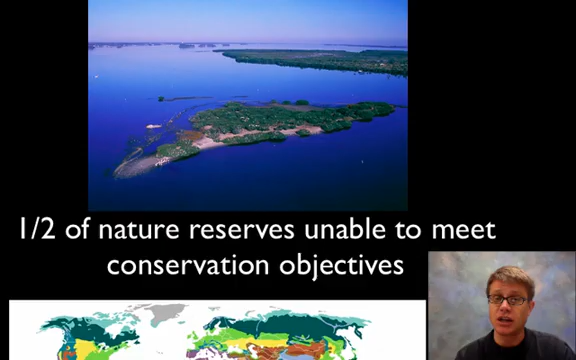 1/2 of nature reserves unable to meet
conservation objectives